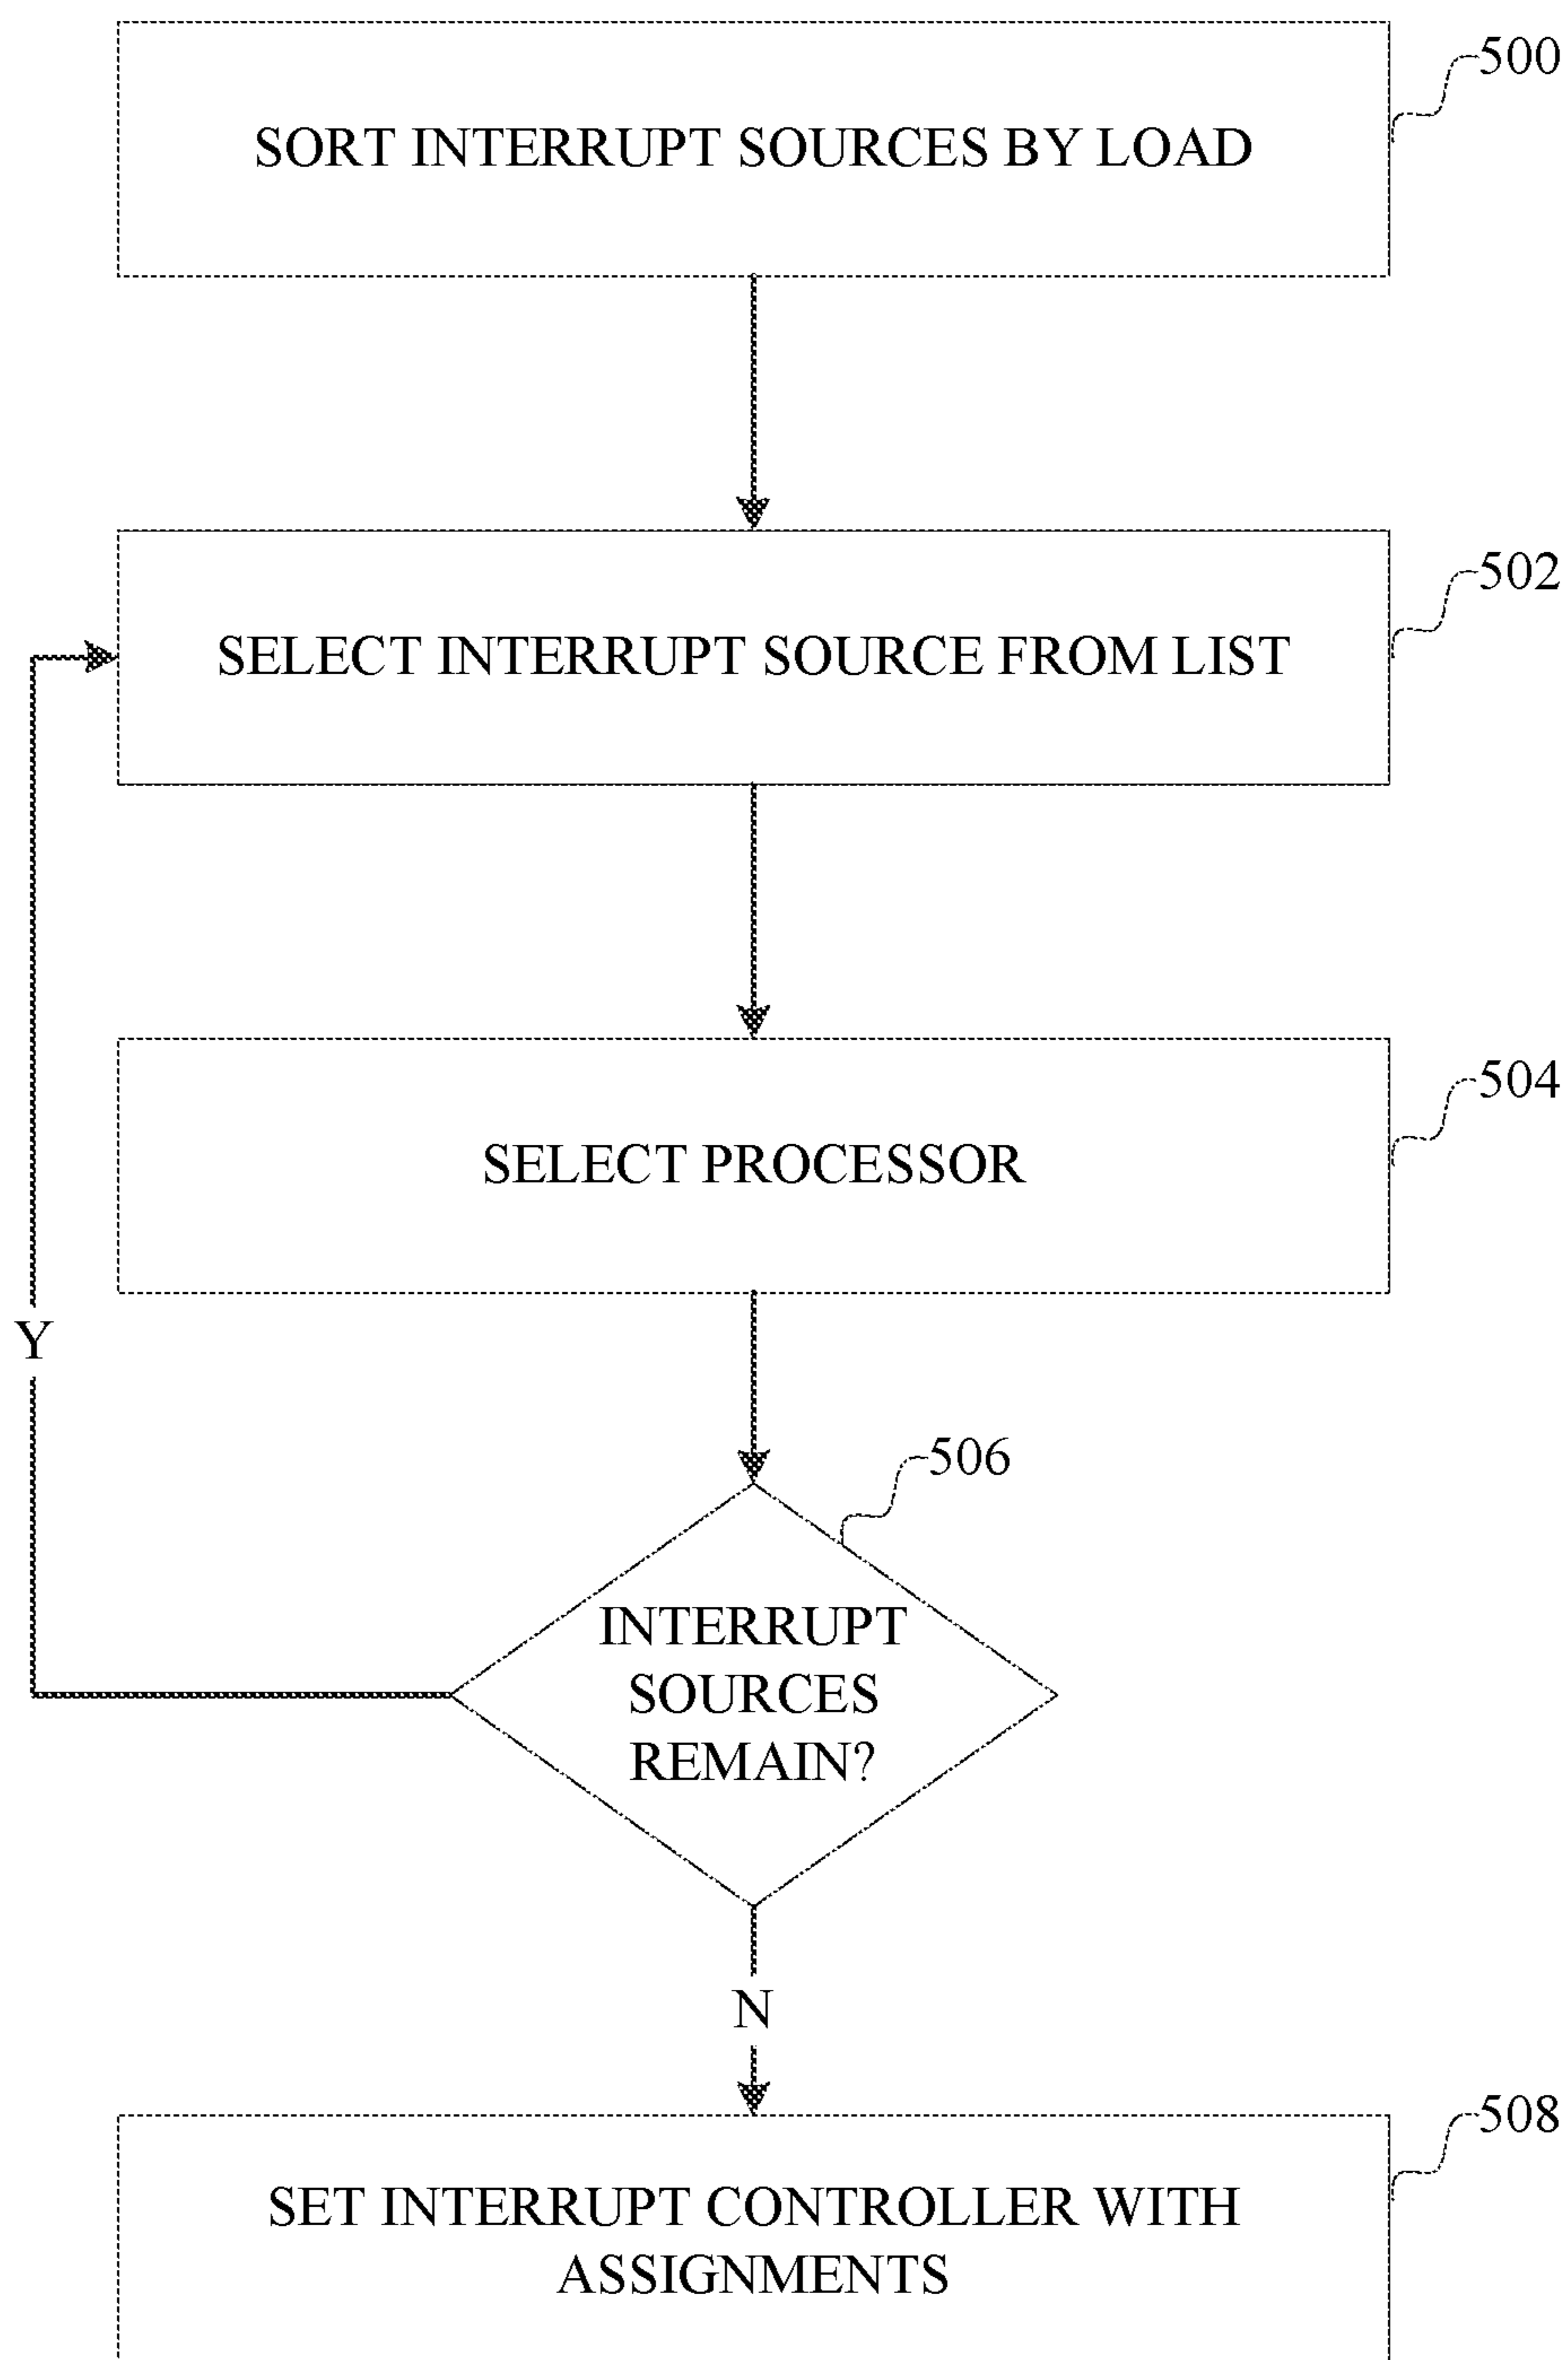 500
SORT INTERRUPT SOURCES BY LOAD
502
SELECT INTERRUPT SOURCE FROM LIST
504
SELECT PROCESSOR
Y
506
INTERRUPT
SOURCES
REMAIN?
N
508
SET INTERRUPT CONTROLLER WITH
ASSIGNMENTS